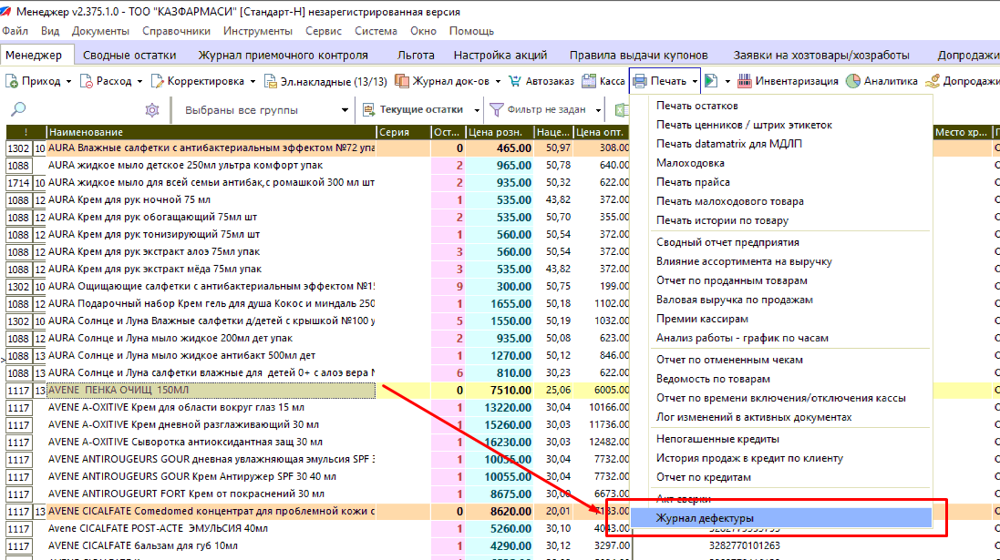 Менеджер v2.375.1.0 - ТОО "КАЗФАРМАСИ" [Стандарт-Н] незарегистрированная версия
Файл Вид Документы Справочники Инструменты Сервис Система Окно Помощь
Менеджер Сводные остатки Журнал приемочного контроля Льгота Настройка акций Правила выдачи купонов Заявки на хозтовары/хозработы Допродажи
Приход Расход Корректировка Эл.накладные (13/13) Журнал док-ов Автозаказ Касса Печать Инвентаризация Аналитика Допродажи
Выбраны все группы Текущие остатки Фильтр не задан
! Наименование Серия Ост... Цена розн. Наце... Цена опт. Место хр...
1302 10 AURA Влажные салфетки с антибактериальным эффектом №72 упа 0 465.00 50,97 308.00
1088 AURA жидкое мыло детское 250мл ультра комфорт упак 2 965.00 50,78 640.00
1714 10 AURA жидкое мыло для всей семьи антибак,с ромашкой 300 мл шт 2 935.00 50,32 622.00
1088 12 AURA Крем для рук ночной 75 мл 1 535.00 43,82 372.00
1088 12 AURA Крем для рук обогащающий 75мл шт 2 535.00 50,70 355.00
1088 12 AURA Крем для рук тонизирующий 75мл шт 1 560.00 50,54 372.00
1088 12 AURA Крем для рук экстракт алоэ 75мл упак 3 560.00 50,54 372.00
1088 12 AURA Крем для рук экстракт мёда 75мл упак 3 535.00 43,82 372.00
1302 10 AURA Ощищающие салфетки с антибактериальным эффектом №15 9 300.00 50,75 199.00
1088 12 AURA Подарочный набор Крем гель для душа Кокос и миндаль 250 1 1655.00 50,18 1102.00
1302 10 AURA Солнце и Луна Влажные салфетки д/детей с крышкой №100 у 5 1550.00 50,19 1032.00
1088 12 AURA Солнце и Луна мыло жидкое 200мл дет упак 2 935.00 50,08 623.00
1088 13 AURA Солнце и Луна мыло жидкое антибакт 500мл дет 1 1270.00 50,12 846.00
1088 13 AURA Солнце и Луна салфетки влажные для детей 0+ с алоэ вера № 6 810.00 30,23 622.00
1117 13 AVENE ПЕНКА ОЧИЩ 150МЛ 0 7510.00 25,06 6005.00
1117 AVENE A-OXITIVE Крем для области вокруг глаз 15 мл 1 13220.00 30,04 10166.00
1117 AVENE A-OXITIVE Крем дневной разглаживающий 30 мл 1 15260.00 30,03 11736.00
1117 AVENE A-OXITIVE Сыворотка антиоксидантная защ 30 мл 1 16230.00 30,03 12482.00
1117 AVENE ANTIROUGEURS GOUR дневная увлажняющая эмульсия SPF 3 1 10055.00 30,04 7732.00
1117 AVENE ANTIROUGEURS GOUR Крем Антиружер SPF 30 40 мл 1 10055.00 30,04 7732.00
1117 AVENE ANTIROUGEURT FORT Крем от покраснений 30 мл 1 8675.00 6673.00
1117 13 AVENE CICALFATE Comedomed концентрат для проблемной кожи с 0 8620.00 20,01 7183.00
1117 Avene CICALFATE POST-ACTE ЭМУЛЬСИЯ 40мл 1 5260.00 30,10 4043.00
1117 AVENE CICALFATE бальзам для губ 10мл 1 4290.00 30,12 3297.00 3282770101263
Печать остатков
Печать ценников / штрих этикеток
Печать datamatrix для МДЛП
Малоходовка
Печать прайса
Печать малоходового товара
Печать истории по товару
Сводный отчет предприятия
Влияние ассортимента на выручку
Отчет по проданным товарам
Валовая выручка по продажам
Премии кассирам
Анализ работы - график по часам
Отчет по отмененным чекам
Ведомость по товарам
Отчет по времени включения/отключения кассы
Лог изменений в активных документах
Непогашенные кредиты
История продаж в кредит по клиенту
Отчет по кредитам
Акт сверки
Журнал дефектуры